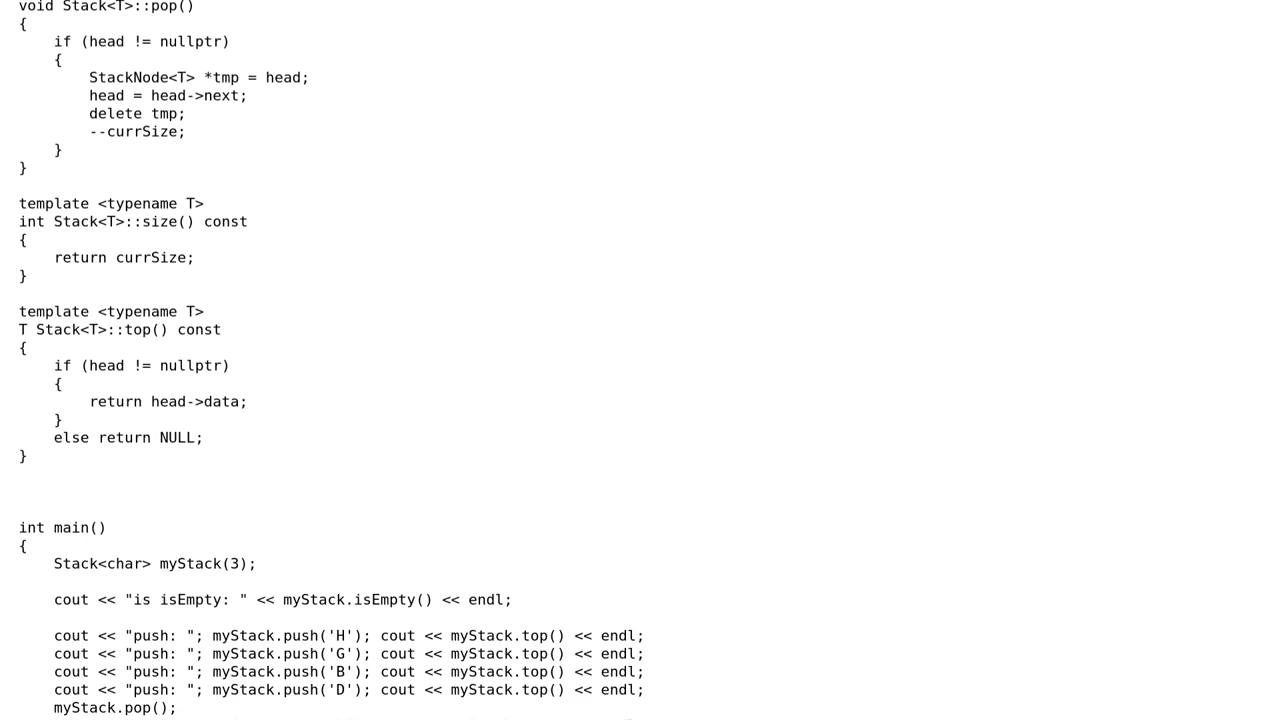 void Stack<T>::pop()
{
    if (head != nullptr)
    {
        StackNode<T> *tmp = head;
        head = head->next;
        delete tmp;
        --currSize;
    }
}

template <typename T>
int Stack<T>::size() const
{
    return currSize;
}

template <typename T>
T Stack<T>::top() const
{
    if (head != nullptr)
    {
        return head->data;
    }
    else return NULL;
}

int main()
{
    Stack<char> myStack(3);

    cout << "is isEmpty: " << myStack.isEmpty() << endl;

    cout << "push: "; myStack.push('H'); cout << myStack.top() << endl;
    cout << "push: "; myStack.push('G'); cout << myStack.top() << endl;
    cout << "push: "; myStack.push('B'); cout << myStack.top() << endl;
    cout << "push: "; myStack.push('D'); cout << myStack.top() << endl;
    myStack.pop();